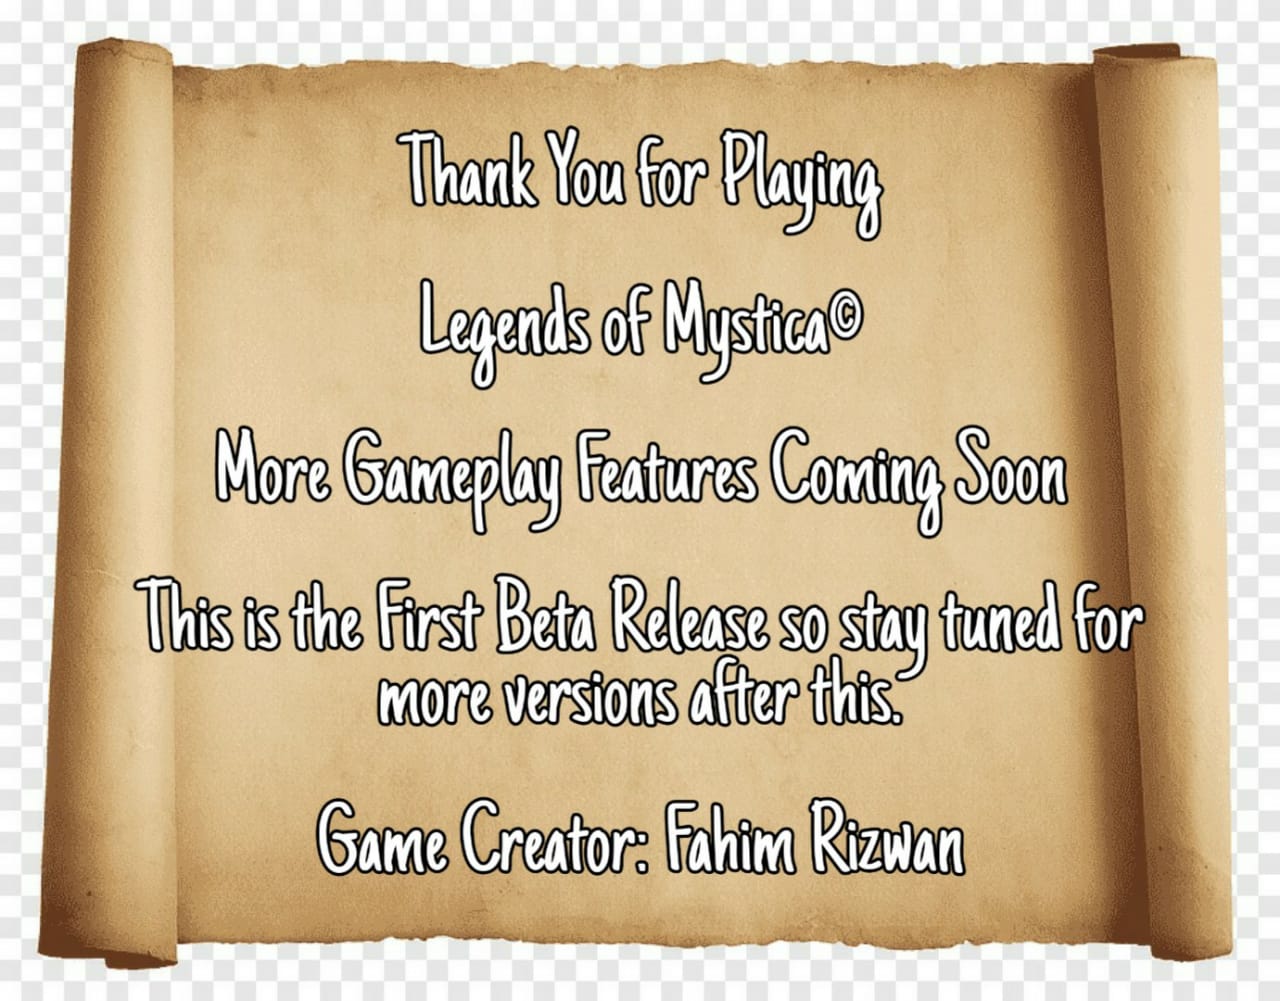 Thank You for Playing
Legends of Mystica©
More Gameplay Features Coming Soon
This is the First Beta Release so stay tuned for
more versions after this.
Game Creator: Fahim Rizwan